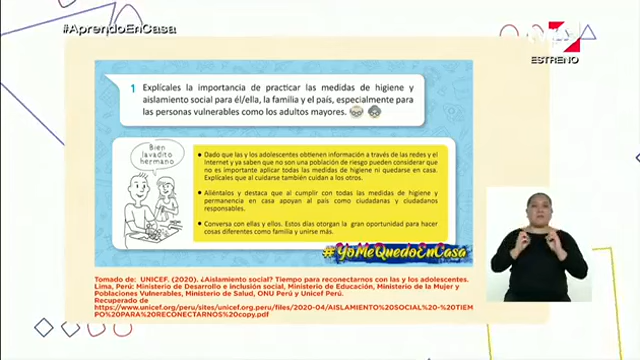 #AprendoEnCasa
ESTRENO
1 Explícales la importancia de practicar las medidas de higiene y
aislamiento social para él/ella, la familia y el país, especialmente para
las personas vulnerables como los adultos mayores.
Bien
lavadito
hermano
• Dado que las y los adolescentes obtienen información a través de las redes y el
Internet y ya saben que no son una población de riesgo pueden considerar que
no es importante aplicar todas las medidas de higiene ni quedarse en casa.
Explícales que al cuidarse también cuidan a los otros.
• Aliéntalos y destaca que al cumplir con todas las medidas de higiene y
permanencia en casa apoyan al país como ciudadanas y ciudadanos
responsables.
• Conversa con ellas y ellos. Estos días otorgan la gran oportunidad para hacer
cosas diferentes como familia y unirse más.
#YoMeQuedoEnCasa
Tomado de: UNICEF. (2020). ¿Aislamiento social? Tiempo para reconectarnos con las y los adolescentes.
Lima, Perú: Ministerio de Desarrollo e inclusión social, Ministerio de Educación, Ministerio de la Mujer y
Poblaciones Vulnerables, Ministerio de Salud, ONU Perú y Unicef Perú.
Recuperado de
https://www.unicef.org/peru/sites/unicef.org.peru/files/2020-04/AISLAMIENTO%20SOCIAL%20-%20TIEM
PO%20PARA%20RECONECTARNOS%20copy.pdf